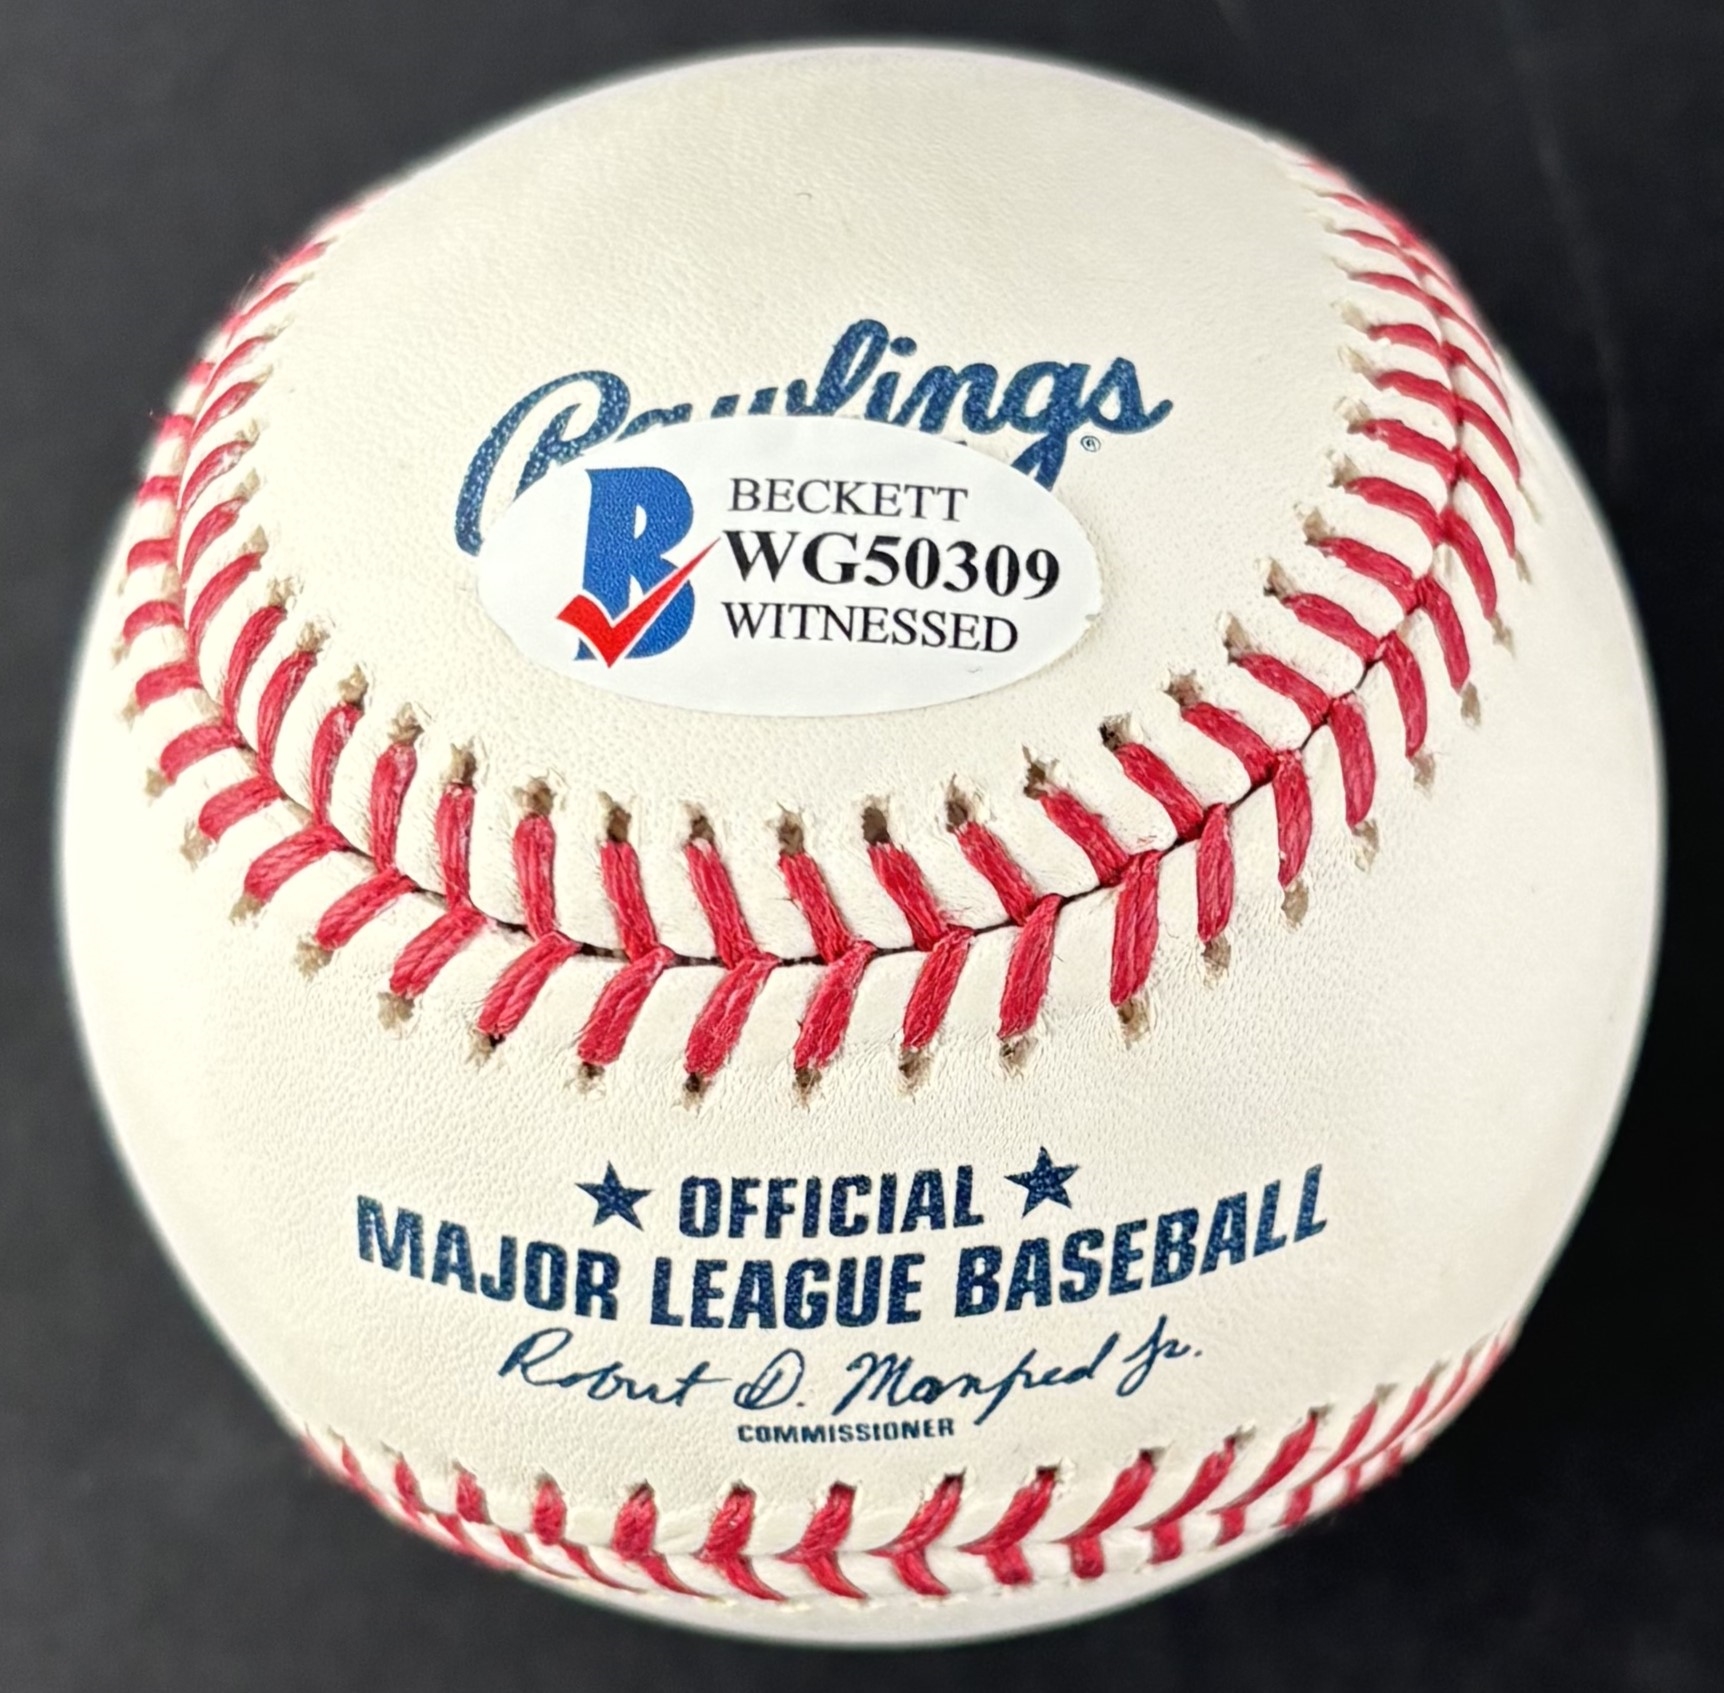 Rawlings
B
BECKETT
WG50309
WITNESSED
★ OFFICIAL ★
MAJOR LEAGUE BASEBALL
Robert D. Manfred Jr.
COMMISSIONER